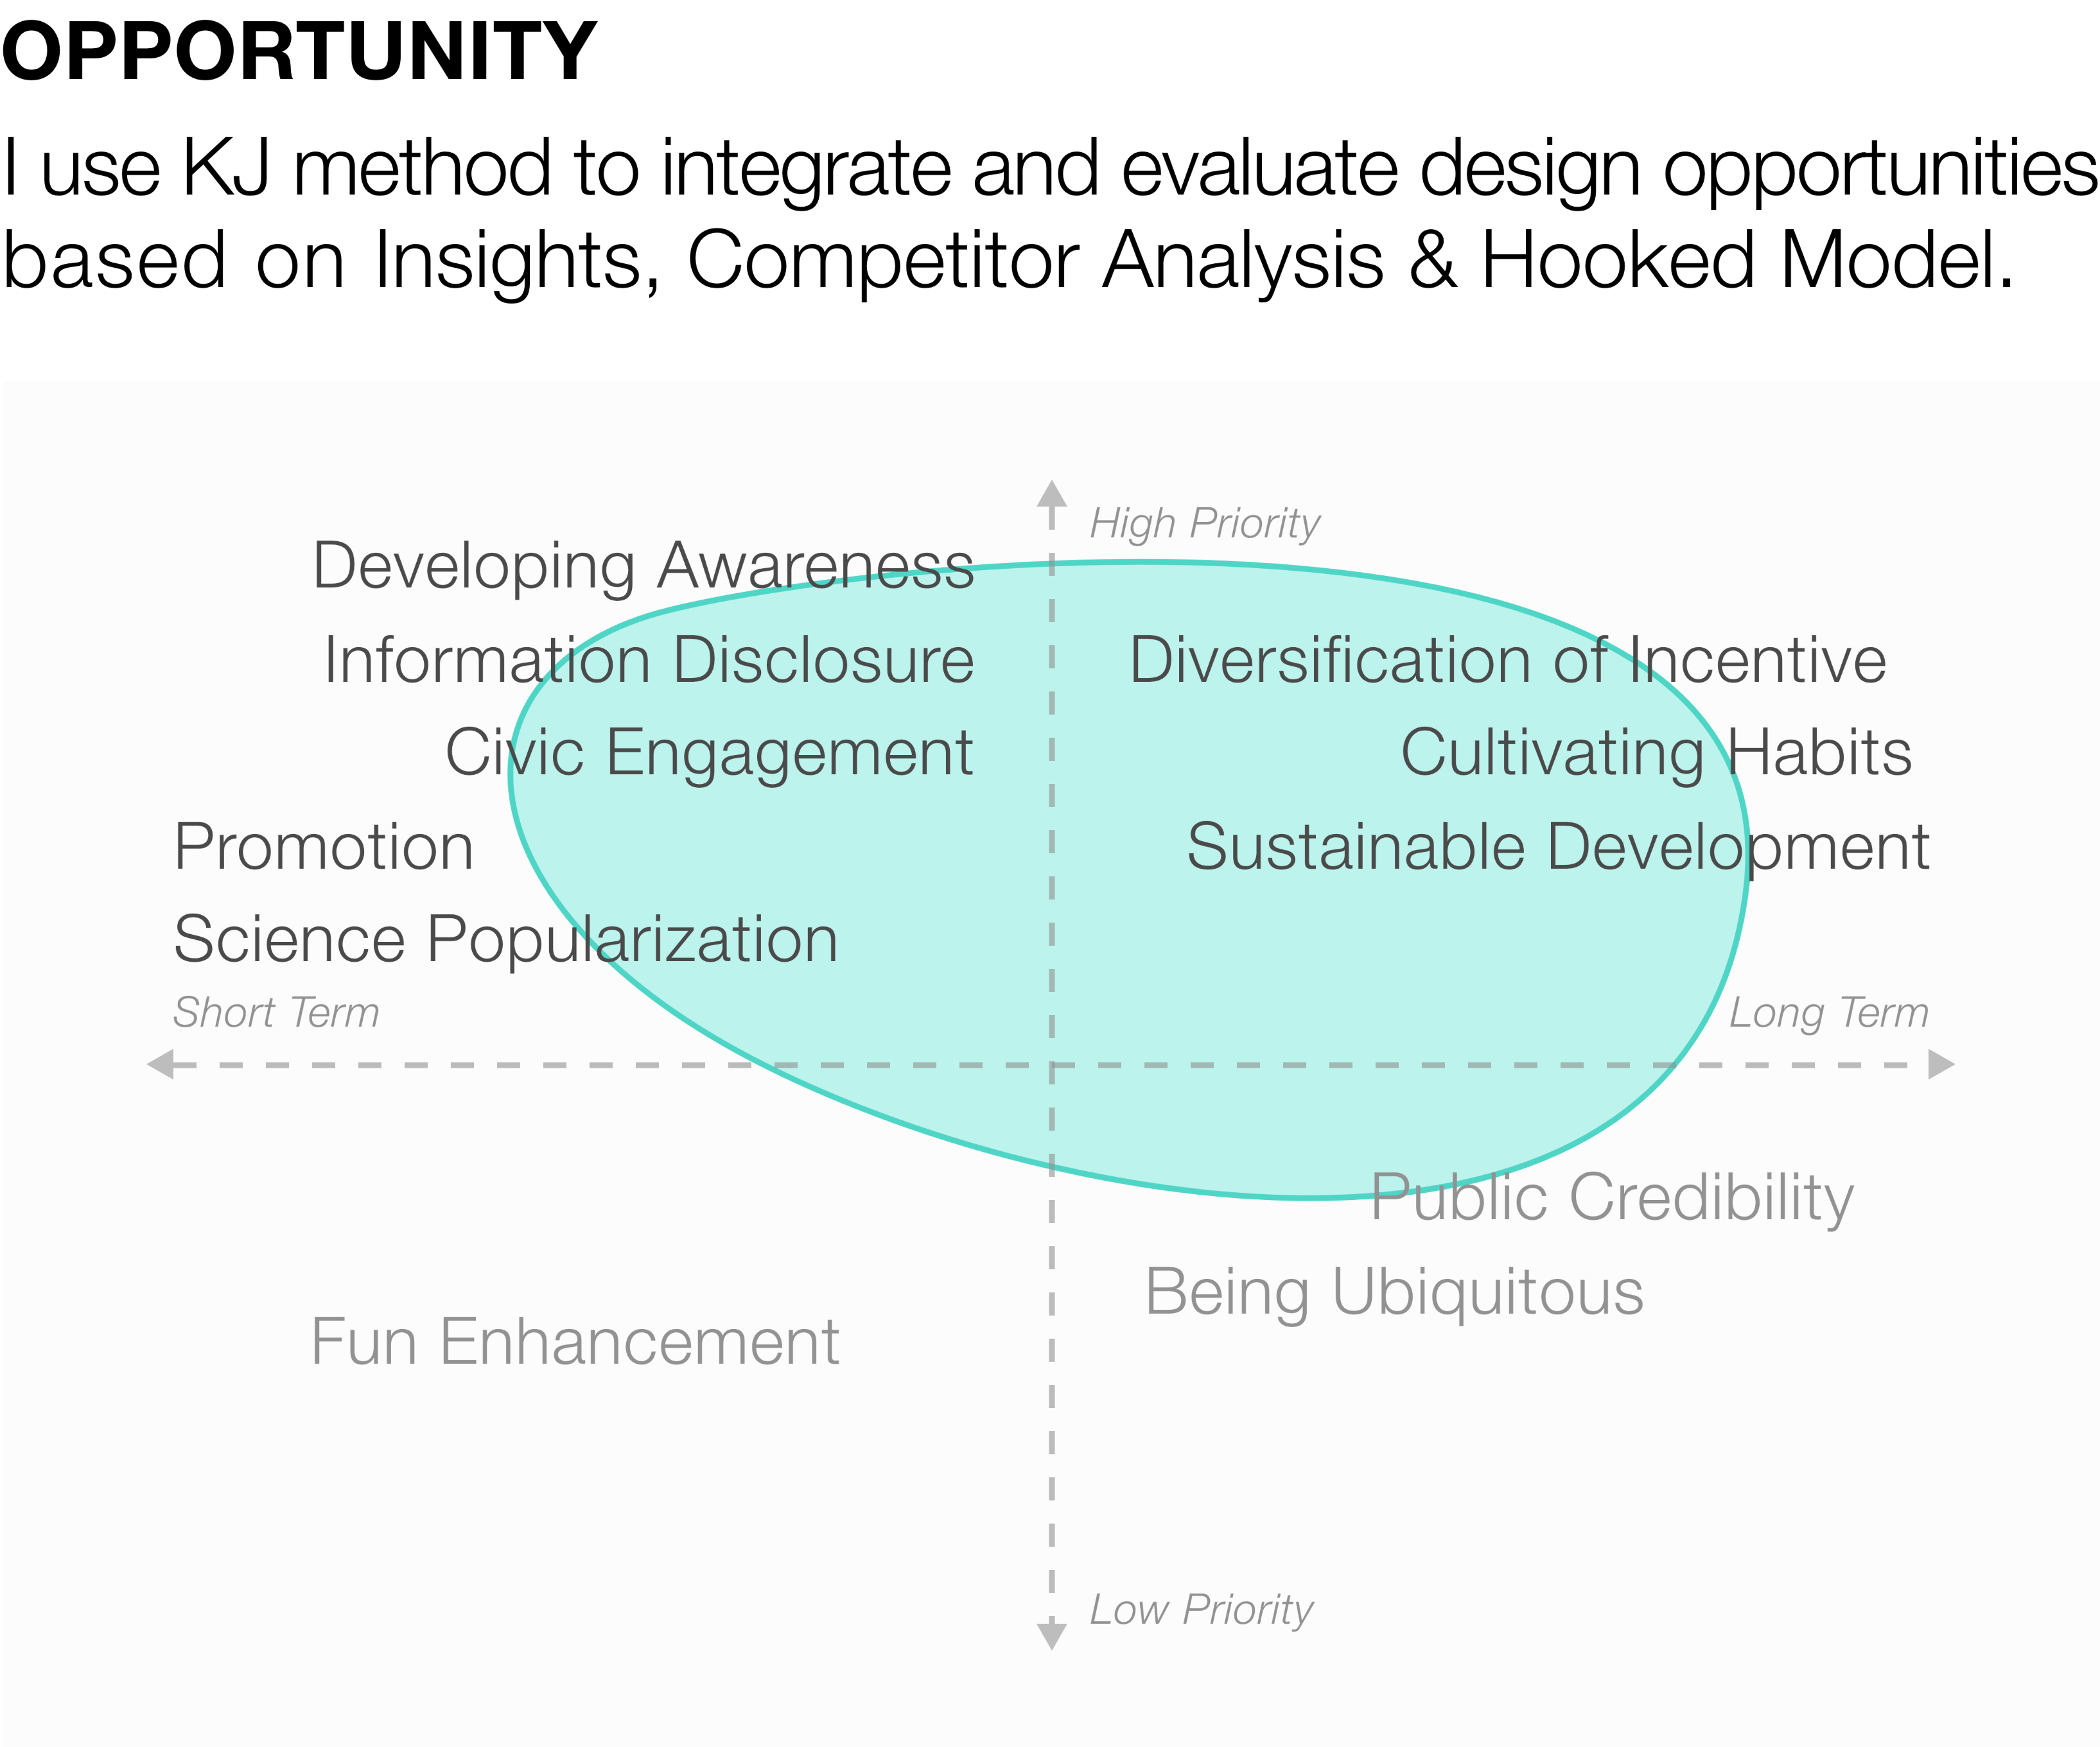 OPPORTUNITY
I use KJ method to integrate and evaluate design opportunities
based on Insights, Competitor Analysis & Hooked Model.
High Priority
Developing Awareness
Information Disclosure
Diversification of Incentive
Civic Engagement
Cultivating Habits
Promotion
Sustainable Development
Science Popularization
Short Term
Long Term
Public Credibility
Being Ubiquitous
Fun Enhancement
Low Priority